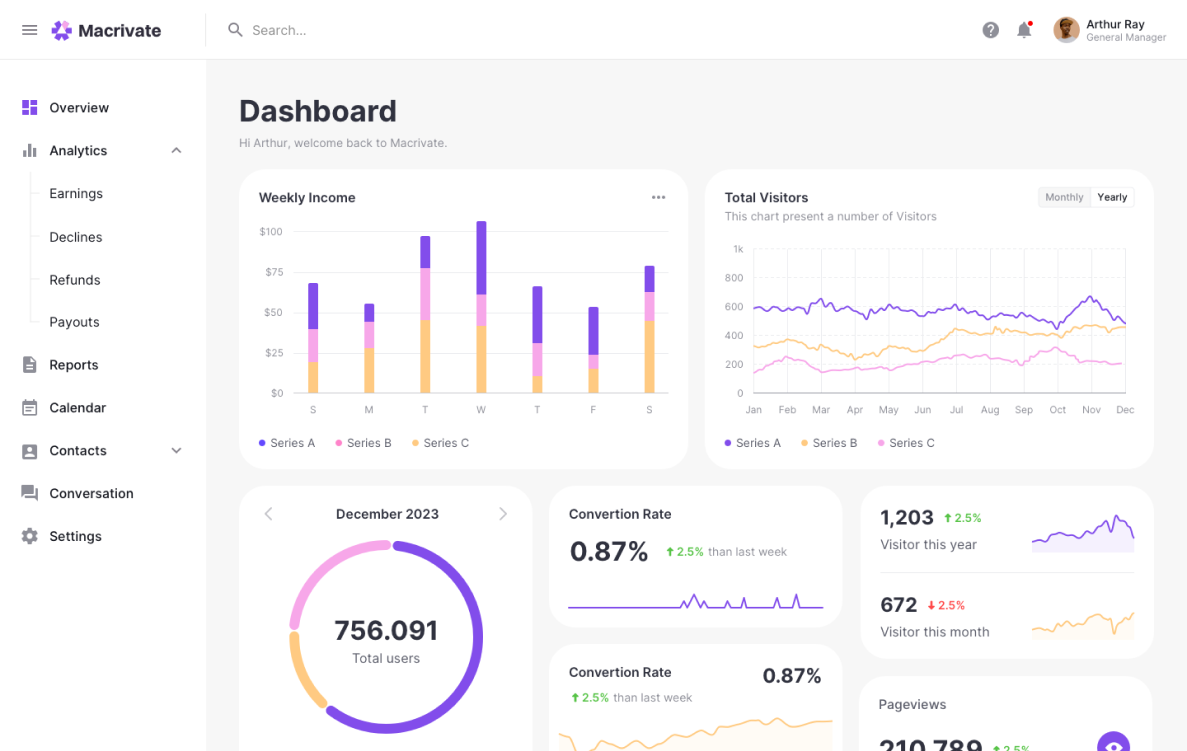 Macrivate
Search...
Arthur Ray
General Manager
Overview
Analytics
Earnings
Declines
Refunds
Payouts
Reports
Calendar
Contacts
Conversation
Settings
Dashboard
Hi Arthur, welcome back to Macrivate.
Weekly Income
$100
$75
$50
$25
$0
S M T W T F S
Series A Series B Series C
Total Visitors
This chart present a number of Visitors
Monthly Yearly
1k
800
600
400
200
0
Jan Feb Mar Apr May Jun Jul Aug Sep Oct Nov Dec
Series A Series B Series C
December 2023
756.091
Total users
Convertion Rate
0.87% 2.5% than last week
Convertion Rate
0.87%
2.5% than last week
1,203 2.5%
Visitor this year
672 2.5%
Visitor this month
Pageviews
210.789 2.5%